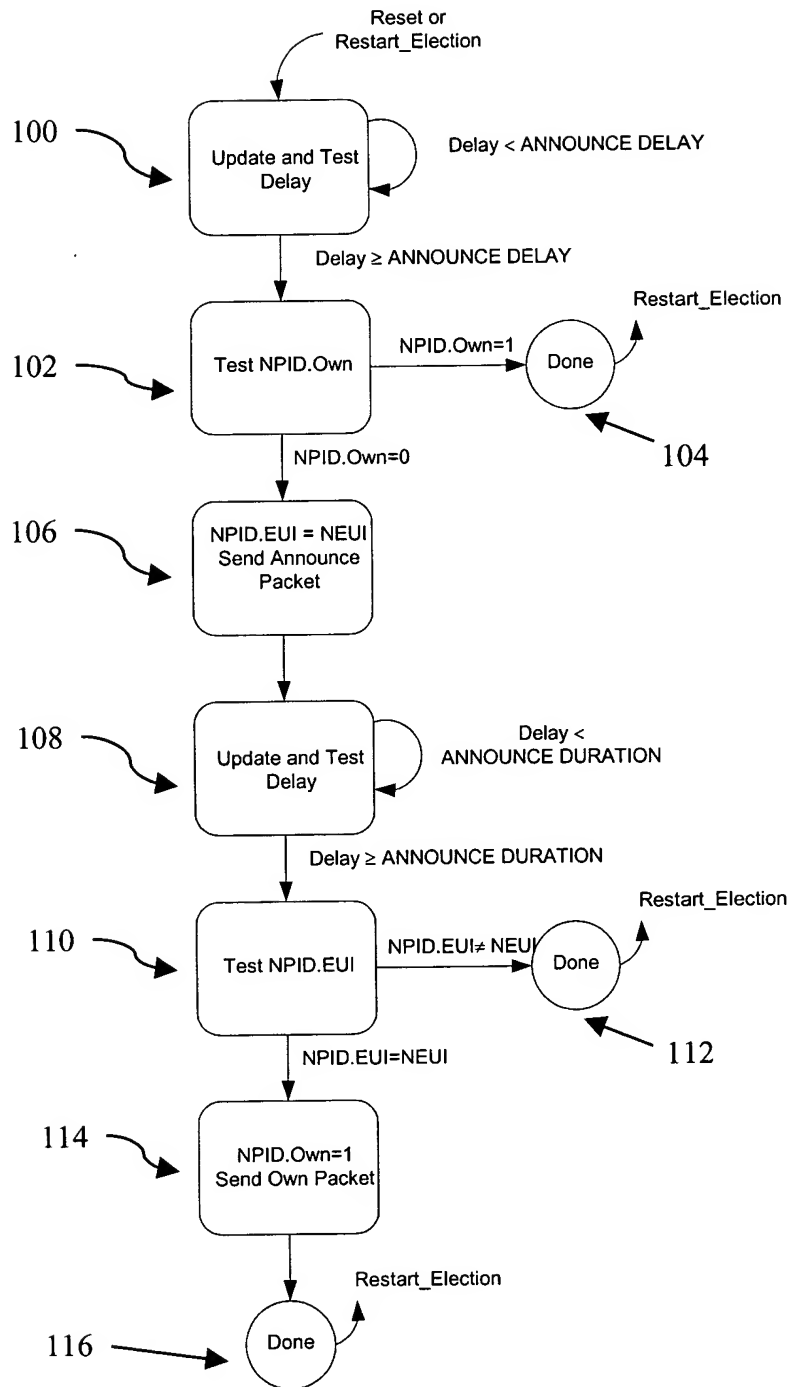 Reset or
Restart_Election
100
Update and Test
Delay
Delay < ANNOUNCE DELAY
Delay ≥ ANNOUNCE DELAY
Restart_Election
102
Test NPID.Own
NPID.Own=1
Done
104
NPID.Own=0
106
NPID.EUI = NEUI
Send Announce
Packet
108
Update and Test
Delay
Delay <
ANNOUNCE DURATION
Delay ≥ ANNOUNCE DURATION
Restart_Election
110
Test NPID.EUI
NPID.EUI≠ NEUI
Done
112
NPID.EUI=NEUI
114
NPID.Own=1
Send Own Packet
Restart_Election
116
Done